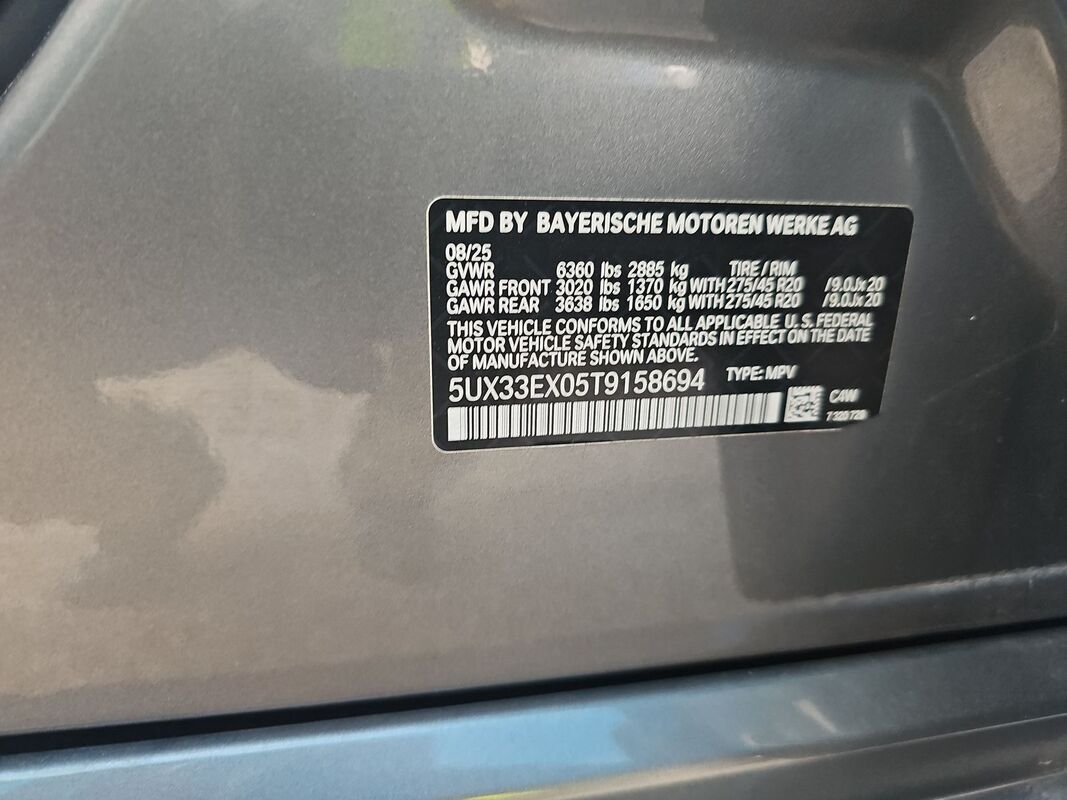 MFD BY BAYERISCHE MOTOREN WERKE AG
08/25
GVWR 6360 lbs 2885 kg TIRE / RIM
GAWR FRONT 3020 lbs 1370 kg WITH 275/45 R20 /9.0Jx20
GAWR REAR 3638 lbs 1650 kg WITH 275/45 R20 /9.0Jx20
THIS VEHICLE CONFORMS TO ALL APPLICABLE U. S. FEDERAL
MOTOR VEHICLE SAFETY STANDARDS IN EFFECT ON THE DATE
OF MANUFACTURE SHOWN ABOVE.
5UX33EX05T9158694 TYPE: MPV
C4W